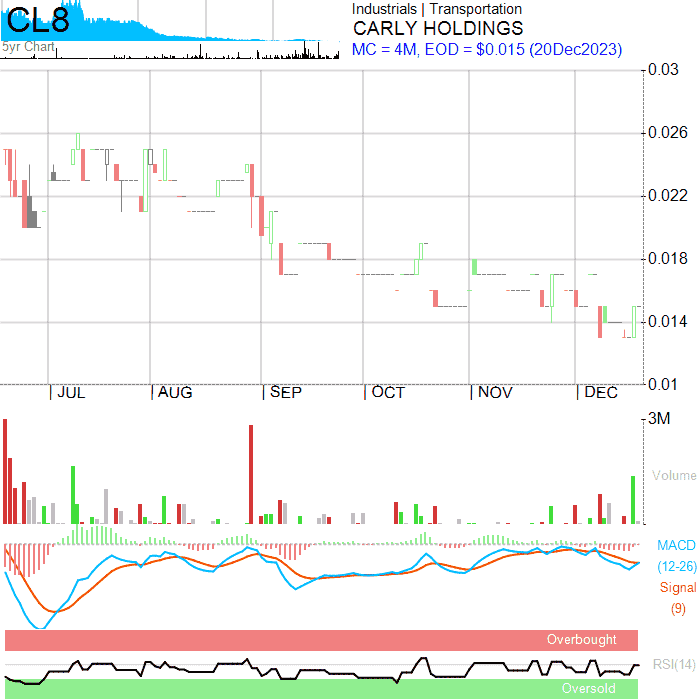 CL8
5yr Chart
Industrials | Transportation
CARLY HOLDINGS
MC = 4M, EOD = $0.015 (20Dec2023)
0.03
0.026
0.022
0.018
0.014
0.01
JUL AUG SEP OCT NOV DEC
3M
Volume
MACD
(12-26)
Signal
(9)
Overbought
RSI(14)
Oversold